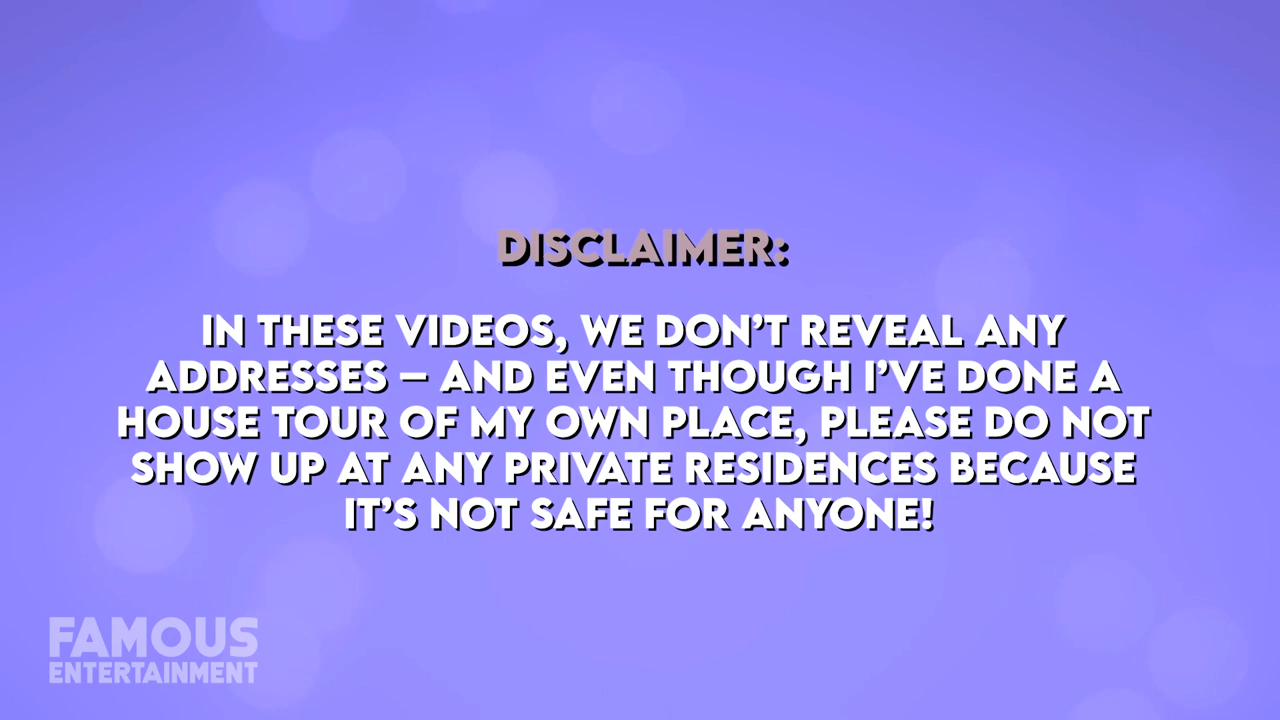 DISCLAIMER:
IN THESE VIDEOS, WE DON'T REVEAL ANY
ADDRESSES – AND EVEN THOUGH I'VE DONE A
HOUSE TOUR OF MY OWN PLACE, PLEASE DO NOT
SHOW UP AT ANY PRIVATE RESIDENCES BECAUSE
IT'S NOT SAFE FOR ANYONE!
FAMOUS
ENTERTAINMENT